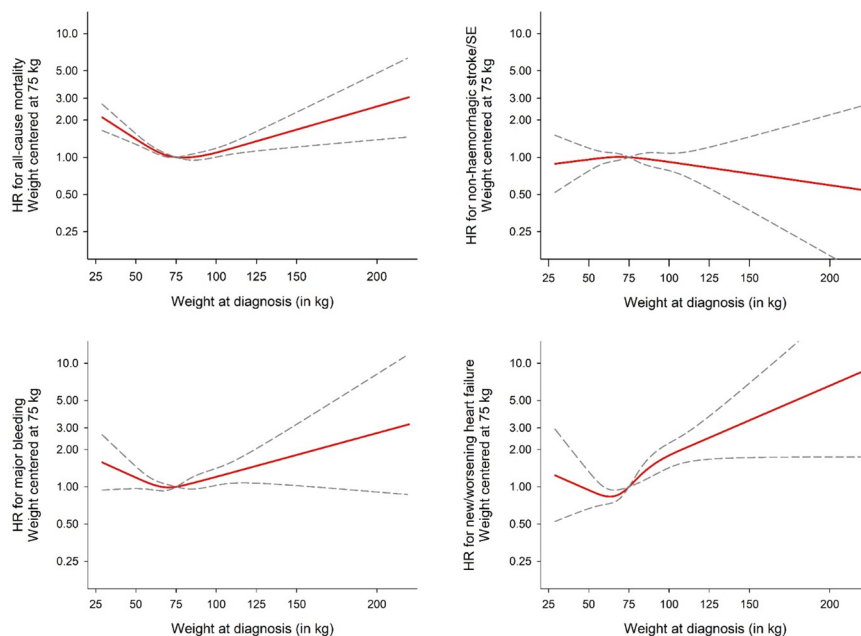 HR for all-cause mortality
Weight centered at 75 kg
10.0
5.00
3.00
2.00
1.00
0.50
0.25
25 50 75 100 125 150 200
Weight at diagnosis (in kg)
HR for non-haemorrhagic stroke/SE
Weight centered at 75 kg
10.0
5.00
3.00
2.00
1.00
0.50
0.25
25 50 75 100 125 150 200
Weight at diagnosis (in kg)
HR for major bleeding
Weight centered at 75 kg
10.0
5.00
3.00
2.00
1.00
0.50
0.25
25 50 75 100 125 150 200
Weight at diagnosis (in kg)
HR for new/worsening heart failure
Weight centered at 75 kg
10.0
5.00
3.00
2.00
1.00
0.50
0.25
25 50 75 100 125 150 200
Weight at diagnosis (in kg)